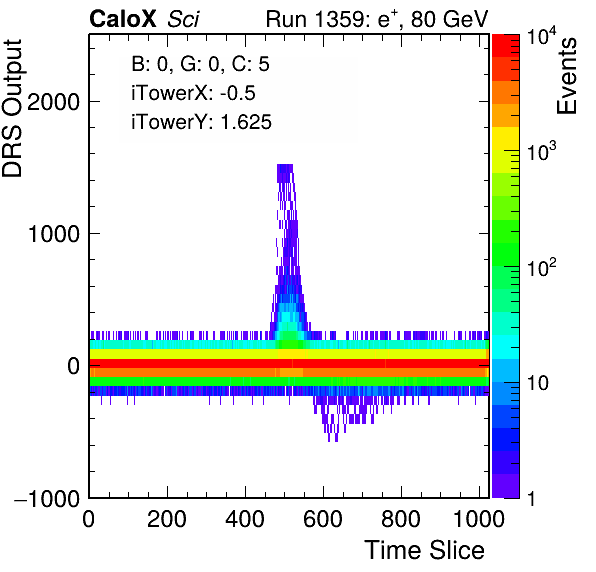 CaloX Sci
Run 1359: e⁺, 80 GeV
B: 0, G: 0, C: 5
iTowerX: -0.5
iTowerY: 1.625
DRS Output
2000
1000
0
−1000
0 200 400 600 800 1000
Time Slice
10⁴
10³
10²
10
1
Events